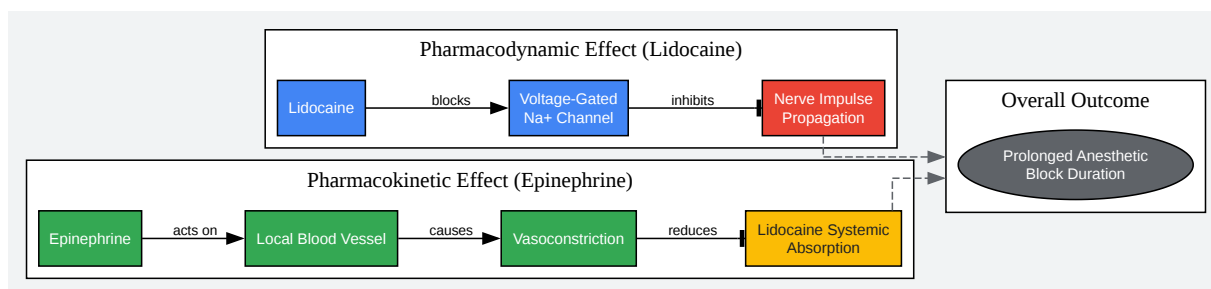 Pharmacodynamic Effect (Lidocaine)
Lidocaine
blocks
Voltage-Gated
Na+ Channel
inhibits
Nerve Impulse
Propagation
Pharmacokinetic Effect (Epinephrine)
Epinephrine
acts on
Local Blood Vessel
causes
Vasoconstriction
reduces
Lidocaine Systemic
Absorption
Overall Outcome
Prolonged Anesthetic
Block Duration